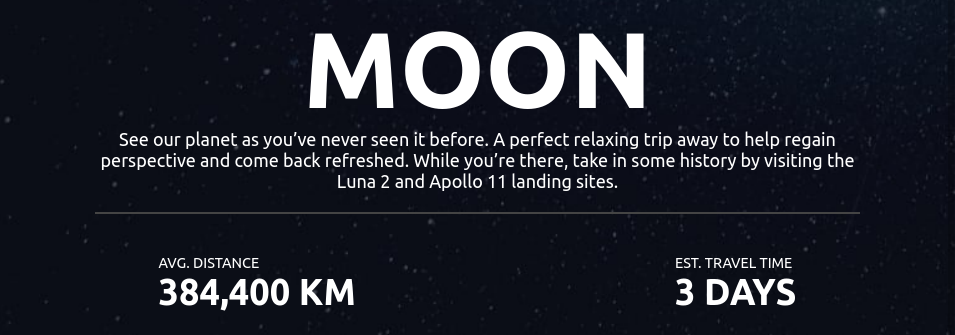 MOON
See our planet as you’ve never seen it before. A perfect relaxing trip away to help regain
perspective and come back refreshed. While you’re there, take in some history by visiting the
Luna 2 and Apollo 11 landing sites.
AVG. DISTANCE
384,400 KM
EST. TRAVEL TIME
3 DAYS